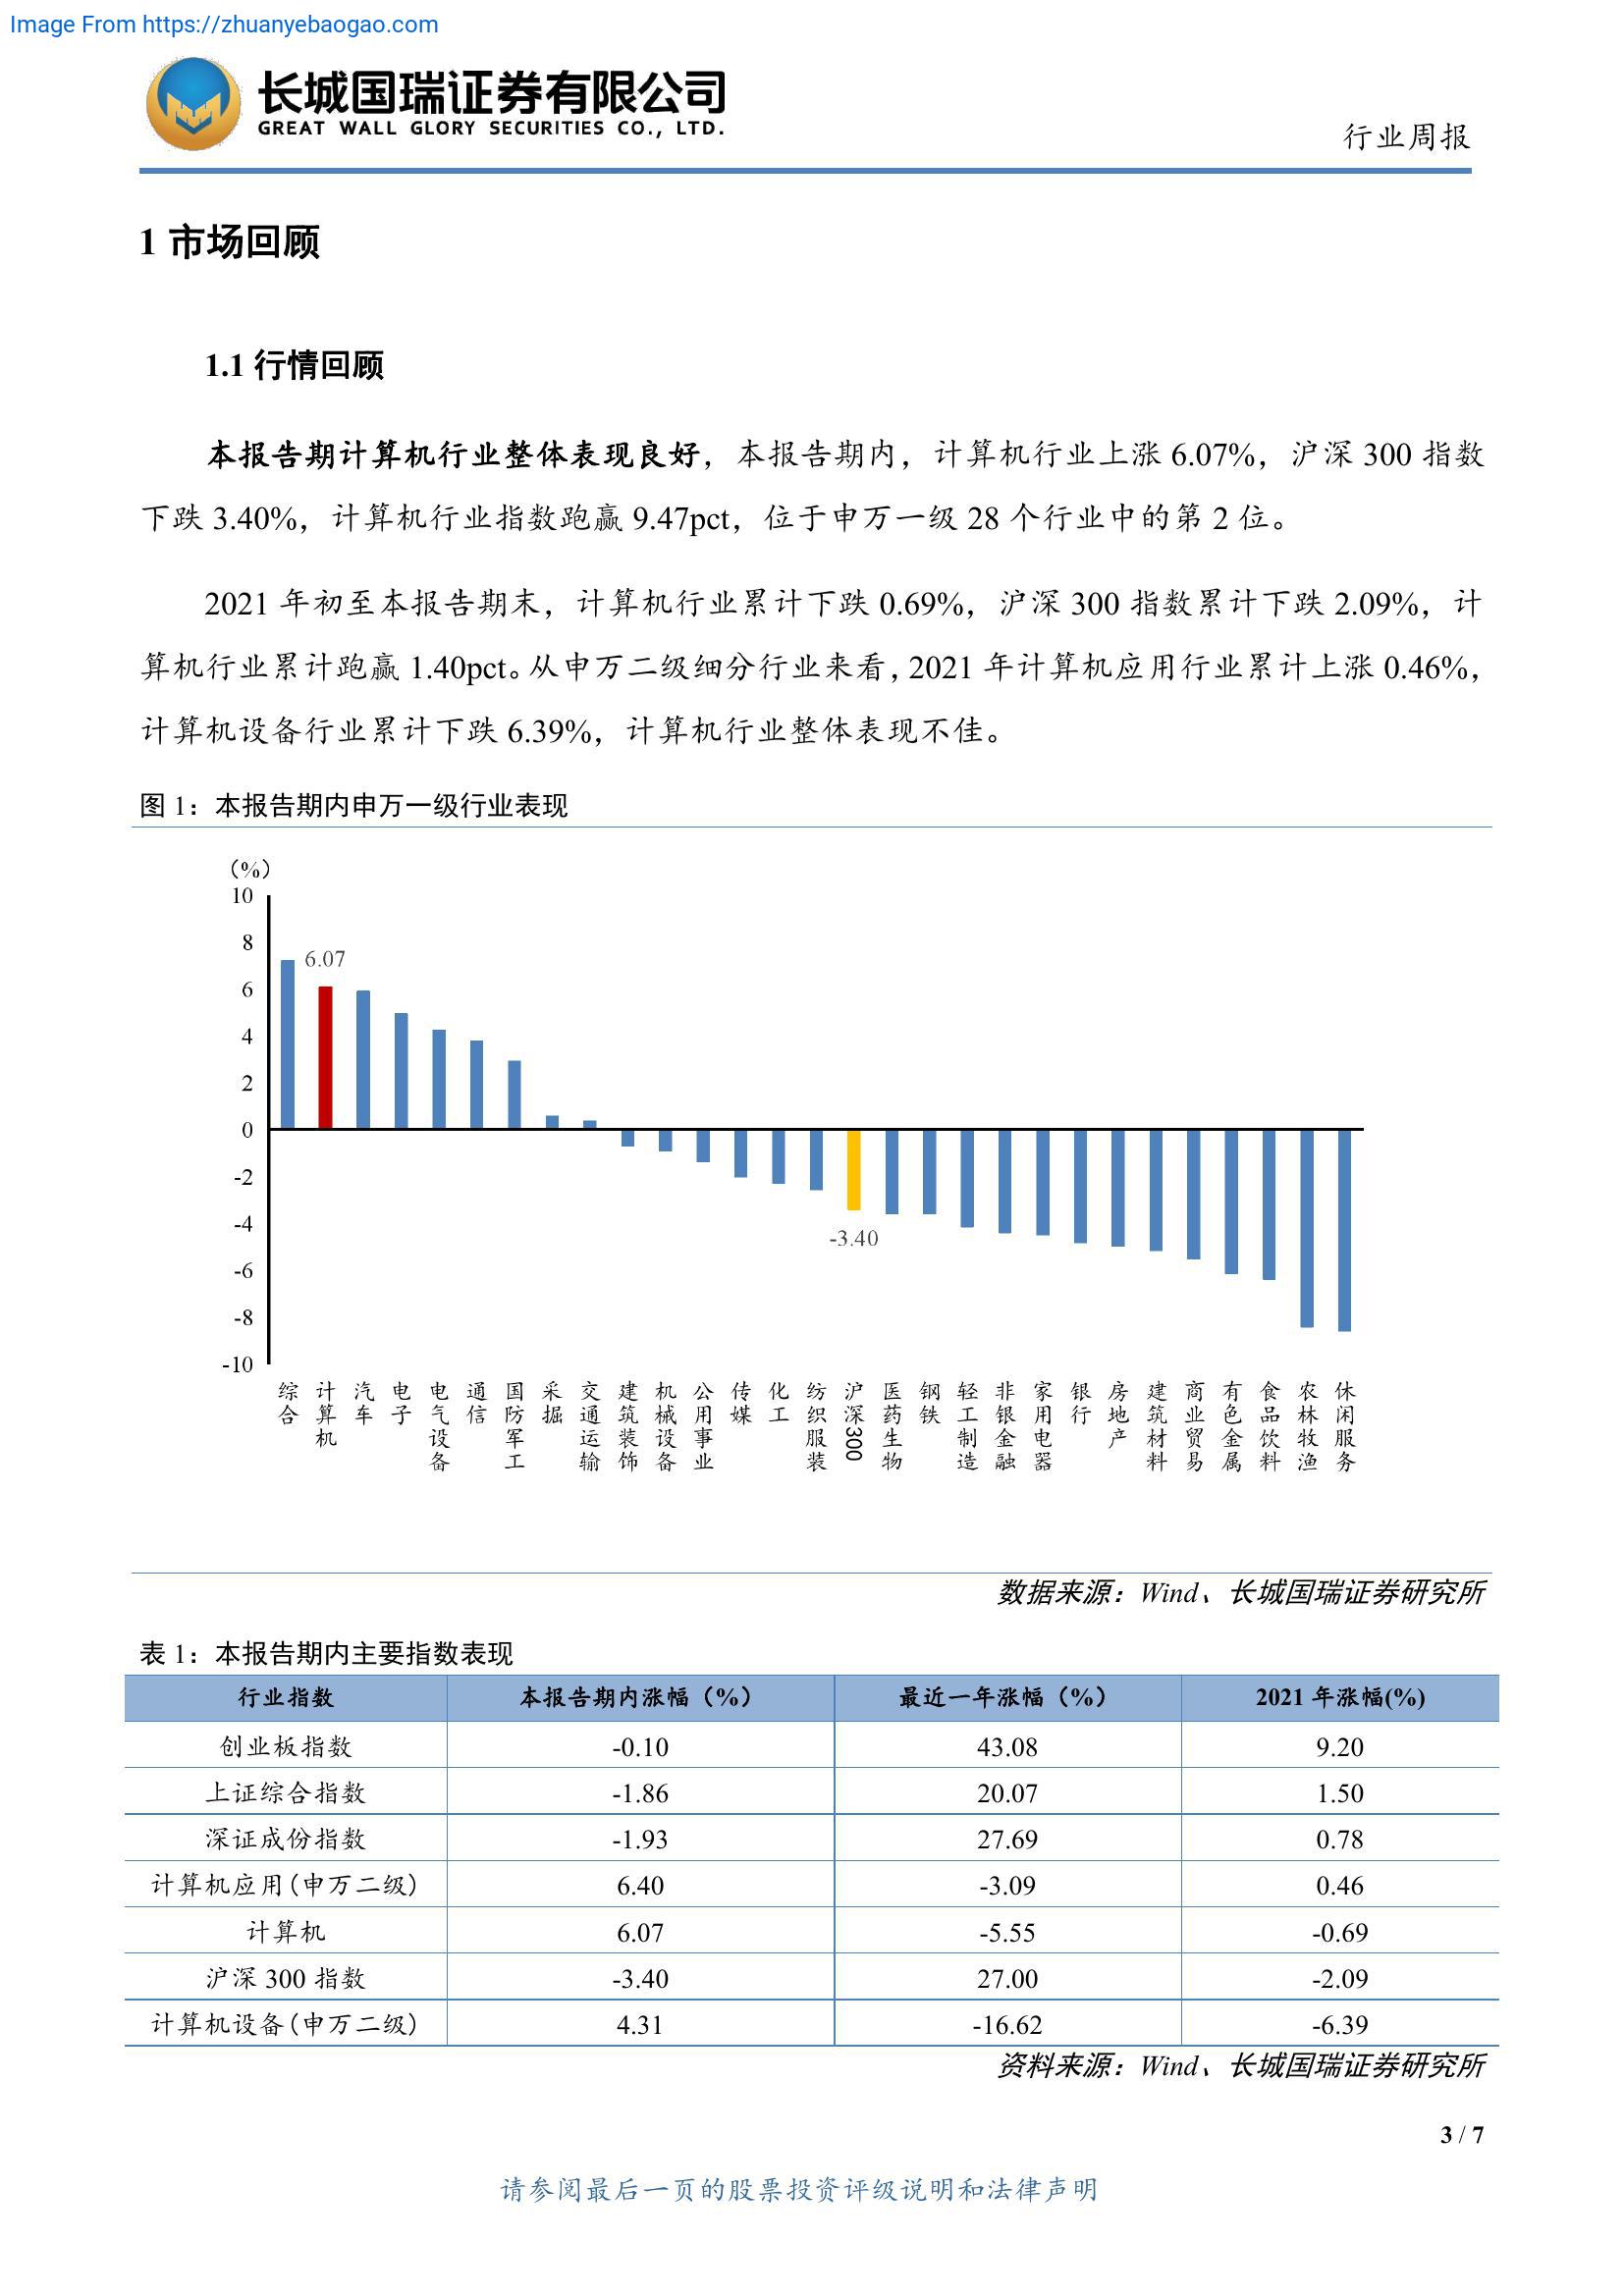 Image From https://zhuanyebaogao.com
长城国瑞证券有限公司
GREAT WALL GLORY SECURITIES CO., LTD.
行业周报
1 市场回顾
1.1 行情回顾
本报告期计算机行业整体表现良好，本报告期内，计算机行业上涨 6.07%，沪深 300 指数
下跌 3.40%，计算机行业指数跑赢 9.47pct，位于申万一级 28 个行业中的第 2 位。
2021 年初至本报告期末，计算机行业累计下跌 0.69%，沪深 300 指数累计下跌 2.09%，计
算机行业累计跑赢 1.40pct。从申万二级细分行业来看，2021 年计算机应用行业累计上涨 0.46%，
计算机设备行业累计下跌 6.39%，计算机行业整体表现不佳。
图 1：本报告期内申万一级行业表现
（%）
10
8
6
4
2
0
-2
-4
-6
-8
-10
6.07
-3.40
综合
计算机
汽车
电子
电气设备
通信
国防军工
采掘
交通运输
建筑装饰
机械设备
公用事业
传媒
化工
纺织服装
沪深300
医药生物
钢铁
轻工制造
非银金融
家用电器
银行
房地产
建筑材料
商业贸易
有色金属
食品饮料
农林牧渔
休闲服务
数据来源：Wind、长城国瑞证券研究所
表 1：本报告期内主要指数表现
行业指数 本报告期内涨幅（%） 最近一年涨幅（%） 2021 年涨幅(%)
创业板指数 -0.10 43.08 9.20
上证综合指数 -1.86 20.07 1.50
深证成份指数 -1.93 27.69 0.78
计算机应用(申万二级) 6.40 -3.09 0.46
计算机 6.07 -5.55 -0.69
沪深 300 指数 -3.40 27.00 -2.09
计算机设备(申万二级) 4.31 -16.62 -6.39
资料来源：Wind、长城国瑞证券研究所
3 / 7
请参阅最后一页的股票投资评级说明和法律声明